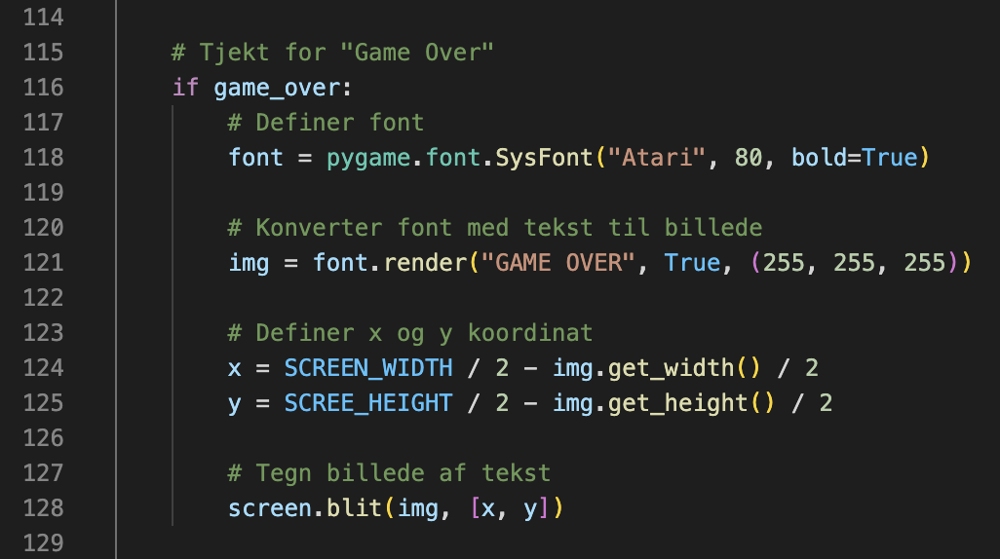 114
115 # Tjekt for "Game Over"
116 if game_over:
117 # Definer font
118 font = pygame.font.SysFont("Atari", 80, bold=True)
119
120 # Konverter font med tekst til billede
121 img = font.render("GAME OVER", True, (255, 255, 255))
122
123 # Definer x og y koordinat
124 x = SCREEN_WIDTH / 2 - img.get_width() / 2
125 y = SCREE_HEIGHT / 2 - img.get_height() / 2
126
127 # Tegn billede af tekst
128 screen.blit(img, [x, y])
129